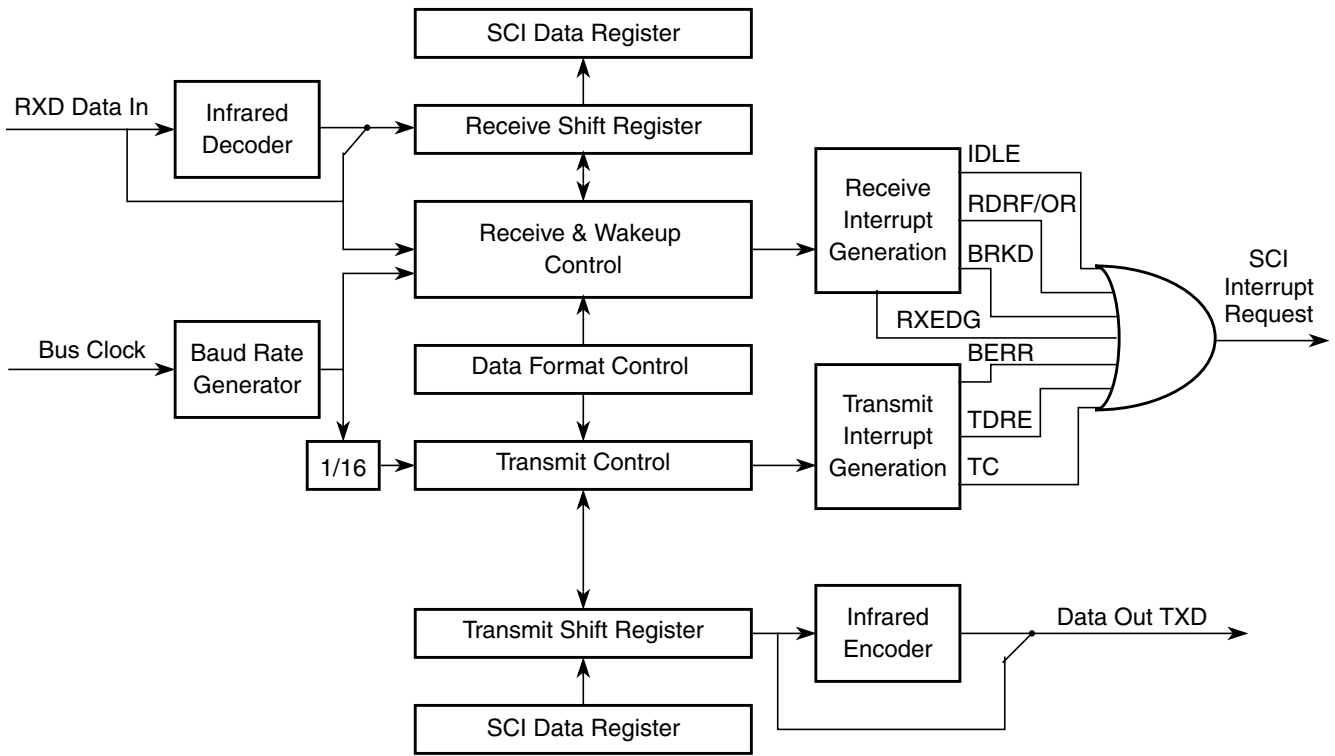 SCI Data Register
RXD Data In
Infrared
Decoder
Receive Shift Register
Receive & Wakeup
Control
Receive
Interrupt
Generation
IDLE
RDRF/OR
BRKD
RXEDG
SCI
Interrupt
Request
Bus Clock
Baud Rate
Generator
Data Format Control
BERR
Transmit
Interrupt
Generation
TDRE
TC
1/16
Transmit Control
Transmit Shift Register
Infrared
Encoder
Data Out TXD
SCI Data Register